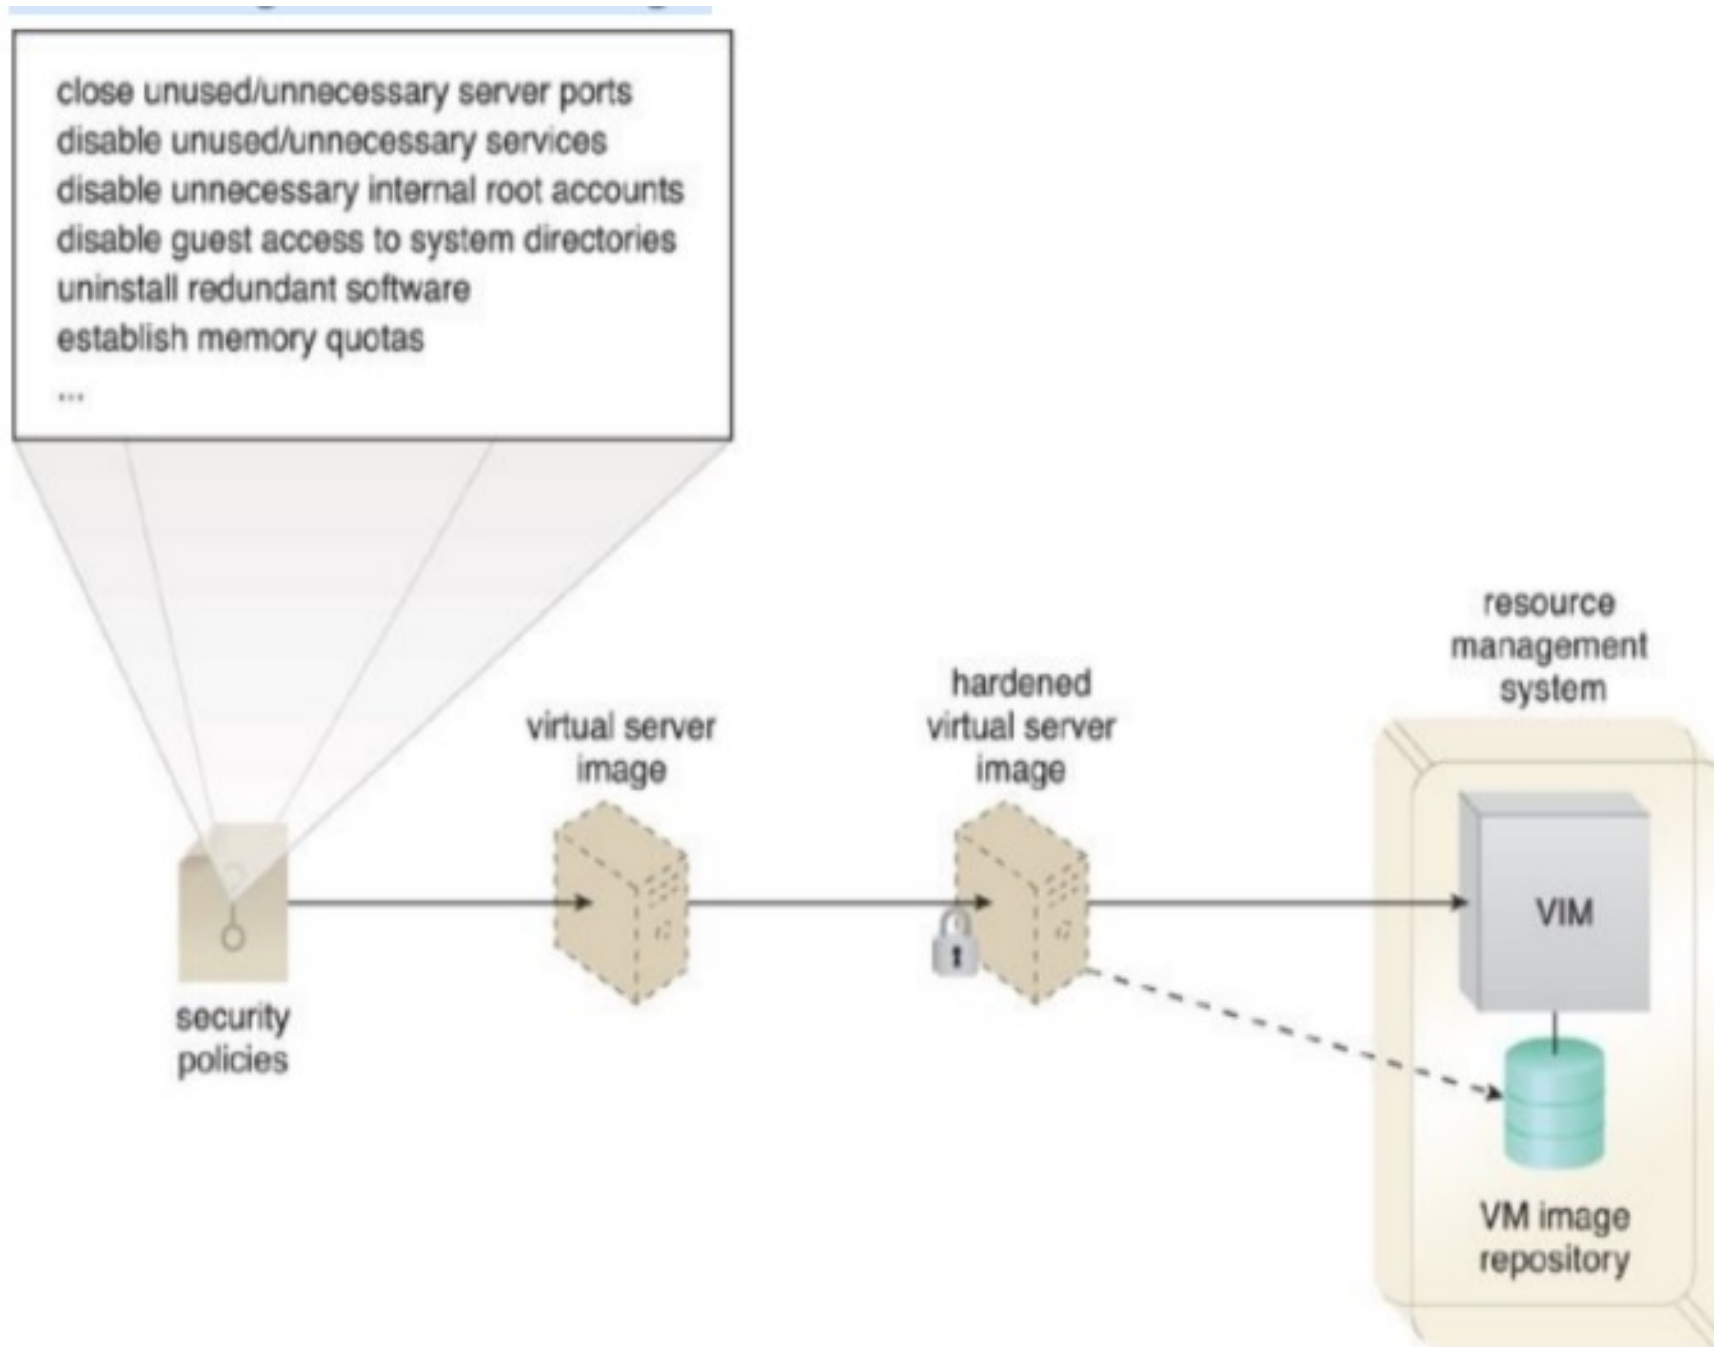 close unused/unnecessary server ports
disable unused/unnecessary services
disable unnecessary internal root accounts
disable guest access to system directories
uninstall redundant software
establish memory quotas
...
resource
management
system
hardened
virtual server
image
virtual server
image
VIM
security
policies
VM image
repository